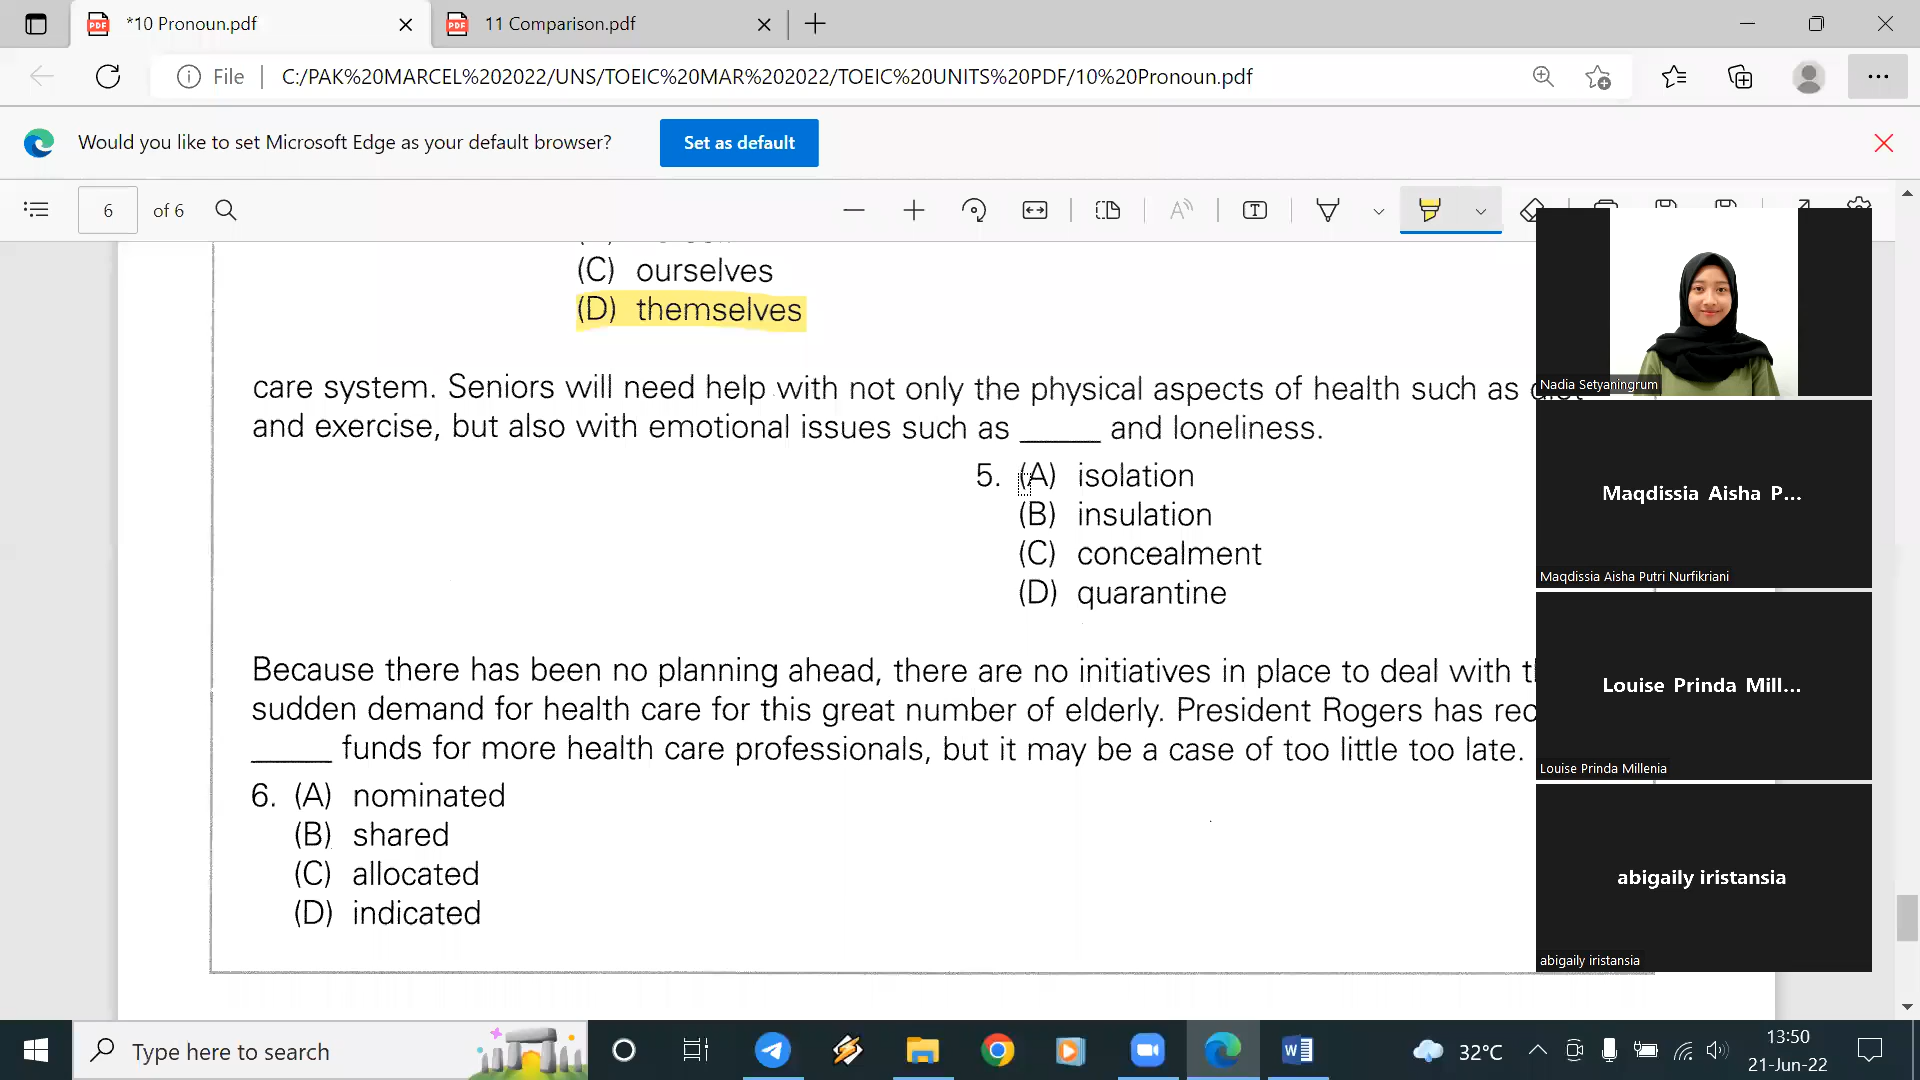 *10 Pronoun.pdf
11 Comparison.pdf
File
C:/PAK%20MARCEL%202022/UNS/TOEIC%20MAR%202022/TOEIC%20UNITS%20PDF/10%20Pronoun.pdf
Would you like to set Microsoft Edge as your default browser?
Set as default
6 of 6
(C) ourselves
(D) themselves
care system. Seniors will need help with not only the physical aspects of health such as diet
and exercise, but also with emotional issues such as _____ and loneliness.
5. (A) isolation
(B) insulation
(C) concealment
(D) quarantine
Because there has been no planning ahead, there are no initiatives in place to deal with
sudden demand for health care for this great number of elderly. President Rogers has
_____ funds for more health care professionals, but it may be a case of too little too late.
6. (A) nominated
(B) shared
(C) allocated
(D) indicated
Nadia Setyaningrum
Maqdissia Aisha P...
Maqdissia Aisha Putri Nurfikriani
Louise Prinda Mill...
Louise Prinda Millenia
abigaily iristansia
abigaily iristansia
Type here to search
32°C
13:50
21-Jun-22